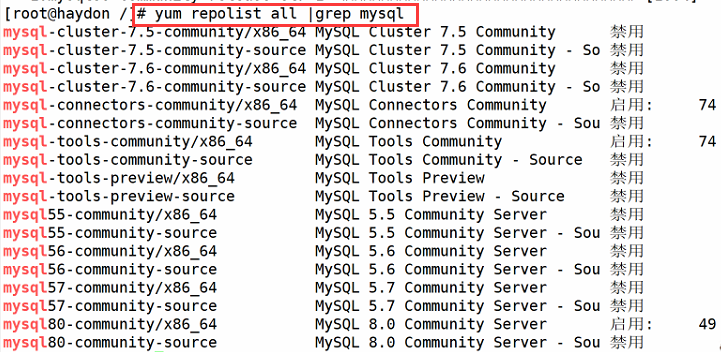 [root@haydon /]# yum repolist all |grep mysql
mysql-cluster-7.5-community/x86_64 MySQL Cluster 7.5 Community 禁用
mysql-cluster-7.5-community-source MySQL Cluster 7.5 Community - So 禁用
mysql-cluster-7.6-community/x86_64 MySQL Cluster 7.6 Community 禁用
mysql-cluster-7.6-community-source MySQL Cluster 7.6 Community - So 禁用
mysql-connectors-community/x86_64 MySQL Connectors Community 启用: 74
mysql-connectors-community-source MySQL Connectors Community - Sou 禁用
mysql-tools-community/x86_64 MySQL Tools Community 启用: 74
mysql-tools-community-source MySQL Tools Community - Source 禁用
mysql-tools-preview/x86_64 MySQL Tools Preview 禁用
mysql-tools-preview-source MySQL Tools Preview - Source 禁用
mysql55-community/x86_64 MySQL 5.5 Community Server 禁用
mysql55-community-source MySQL 5.5 Community Server - Sou 禁用
mysql56-community/x86_64 MySQL 5.6 Community Server 禁用
mysql56-community-source MySQL 5.6 Community Server - Sou 禁用
mysql57-community/x86_64 MySQL 5.7 Community Server 禁用
mysql57-community-source MySQL 5.7 Community Server - Sou 禁用
mysql80-community/x86_64 MySQL 8.0 Community Server 启用: 49
mysql80-community-source MySQL 8.0 Community Server - Sou 禁用